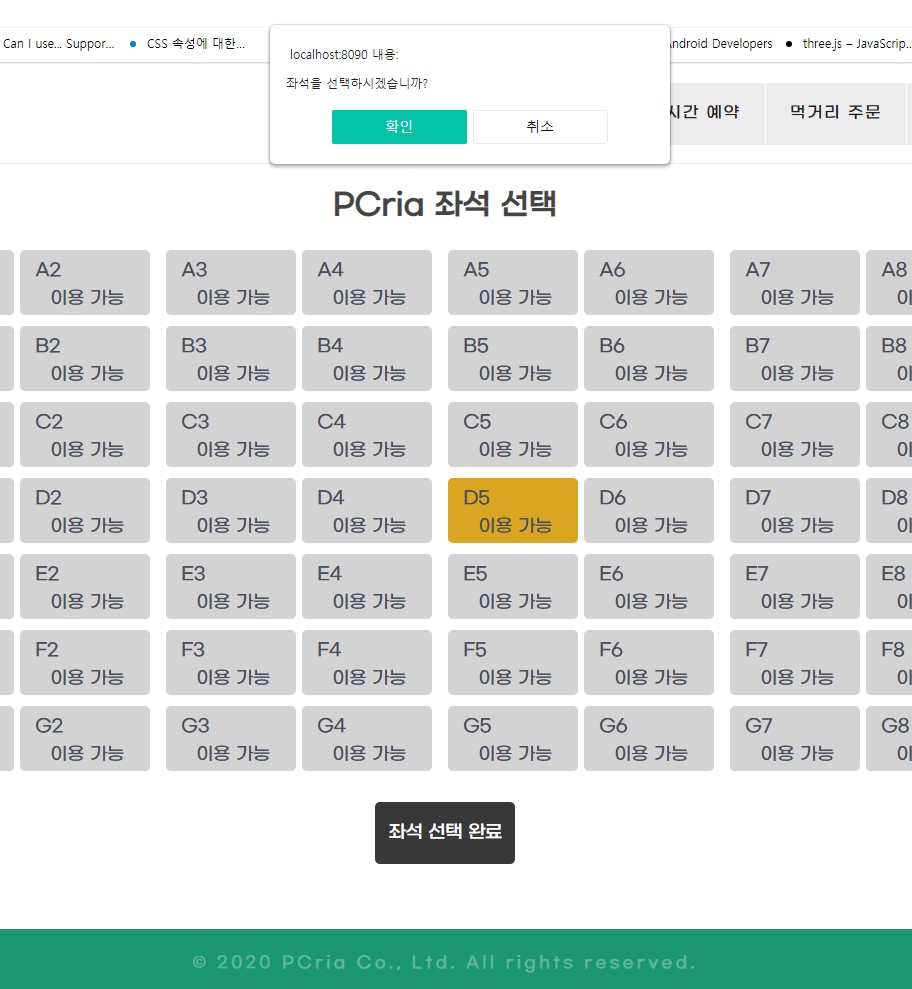 Can I use... Suppor...
CSS 속성에 대한...
localhost:8090 내용:
좌석을 선택하시겠습니까?
확인 취소
Android Developers
three.js – JavaScrip...
시간 예약 먹거리 주문
PCria 좌석 선택
A2 A3 A4 A5 A6 A7 A8
이용 가능 이용 가능 이용 가능 이용 가능 이용 가능 이용 가능 이
B2 B3 B4 B5 B6 B7 B8
이용 가능 이용 가능 이용 가능 이용 가능 이용 가능 이용 가능 이
C2 C3 C4 C5 C6 C7 C8
이용 가능 이용 가능 이용 가능 이용 가능 이용 가능 이용 가능 이
D2 D3 D4 D5 D6 D7 D8
이용 가능 이용 가능 이용 가능 이용 가능 이용 가능 이용 가능 이
E2 E3 E4 E5 E6 E7 E8
이용 가능 이용 가능 이용 가능 이용 가능 이용 가능 이용 가능 이
F2 F3 F4 F5 F6 F7 F8
이용 가능 이용 가능 이용 가능 이용 가능 이용 가능 이용 가능 이
G2 G3 G4 G5 G6 G7 G8
이용 가능 이용 가능 이용 가능 이용 가능 이용 가능 이용 가능 이
좌석 선택 완료
© 2020 PCria Co., Ltd. All rights reserved.